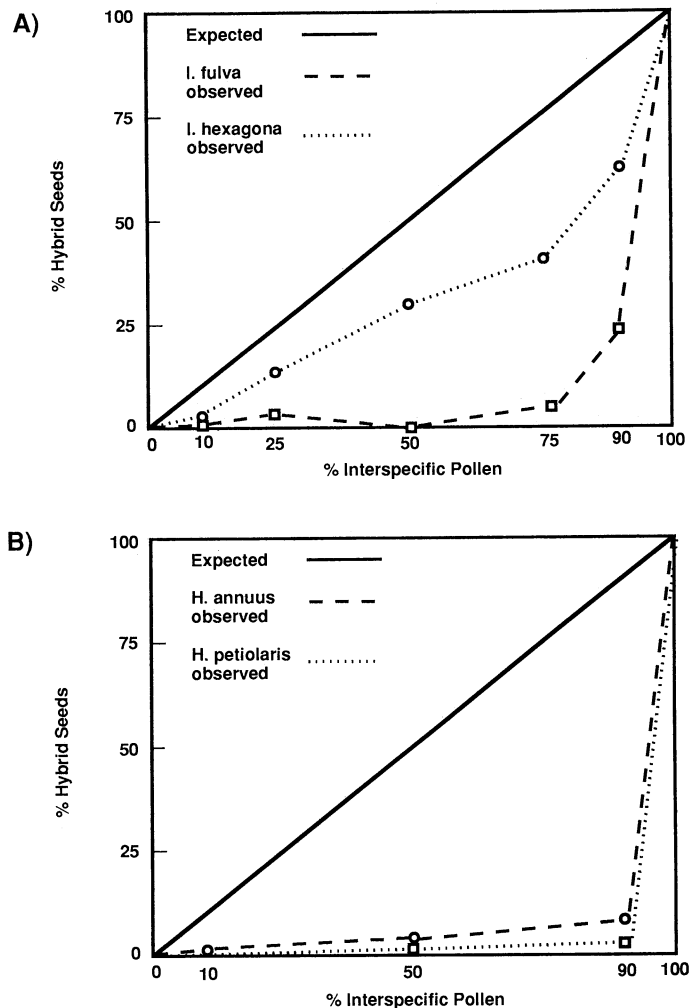 A)
100
75
50
25
0
% Hybrid Seeds
Expected
I. fulva
observed
I. hexagona
observed
0 10 25 50 75 90 100
% Interspecific Pollen
B)
100
75
50
25
0
% Hybrid Seeds
Expected
H. annuus
observed
H. petiolaris
observed
0 10 50 90 100
% Interspecific Pollen